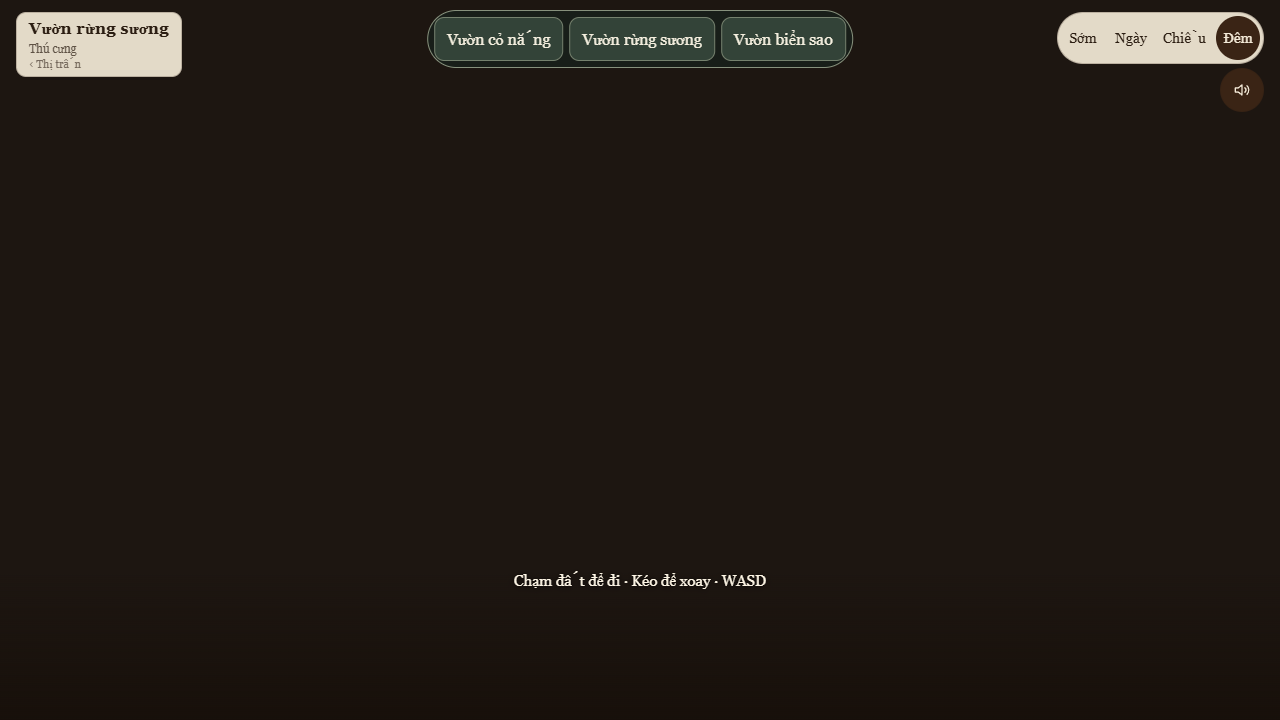 Vườn rừng sương
Thú cưng
‹ Thị trấn
Vườn cỏ nắng
Vườn rừng sương
Vườn biển sao
Sớm
Ngày
Chiều
Đêm
Chạm đất để đi · Kéo để xoay · WASD